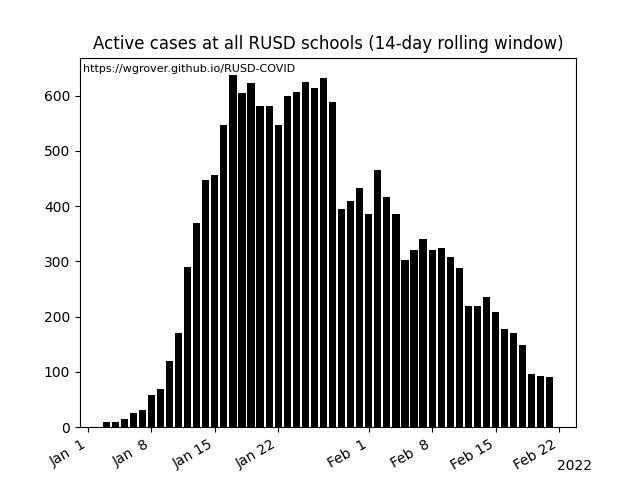 Active cases at all RUSD schools (14-day rolling window)
https://wgrover.github.io/RUSD-COVID
600
500
400
300
200
100
0
Jan 1
Jan 8
Jan 15
Jan 22
Feb 1
Feb 8
Feb 15
Feb 22
2022